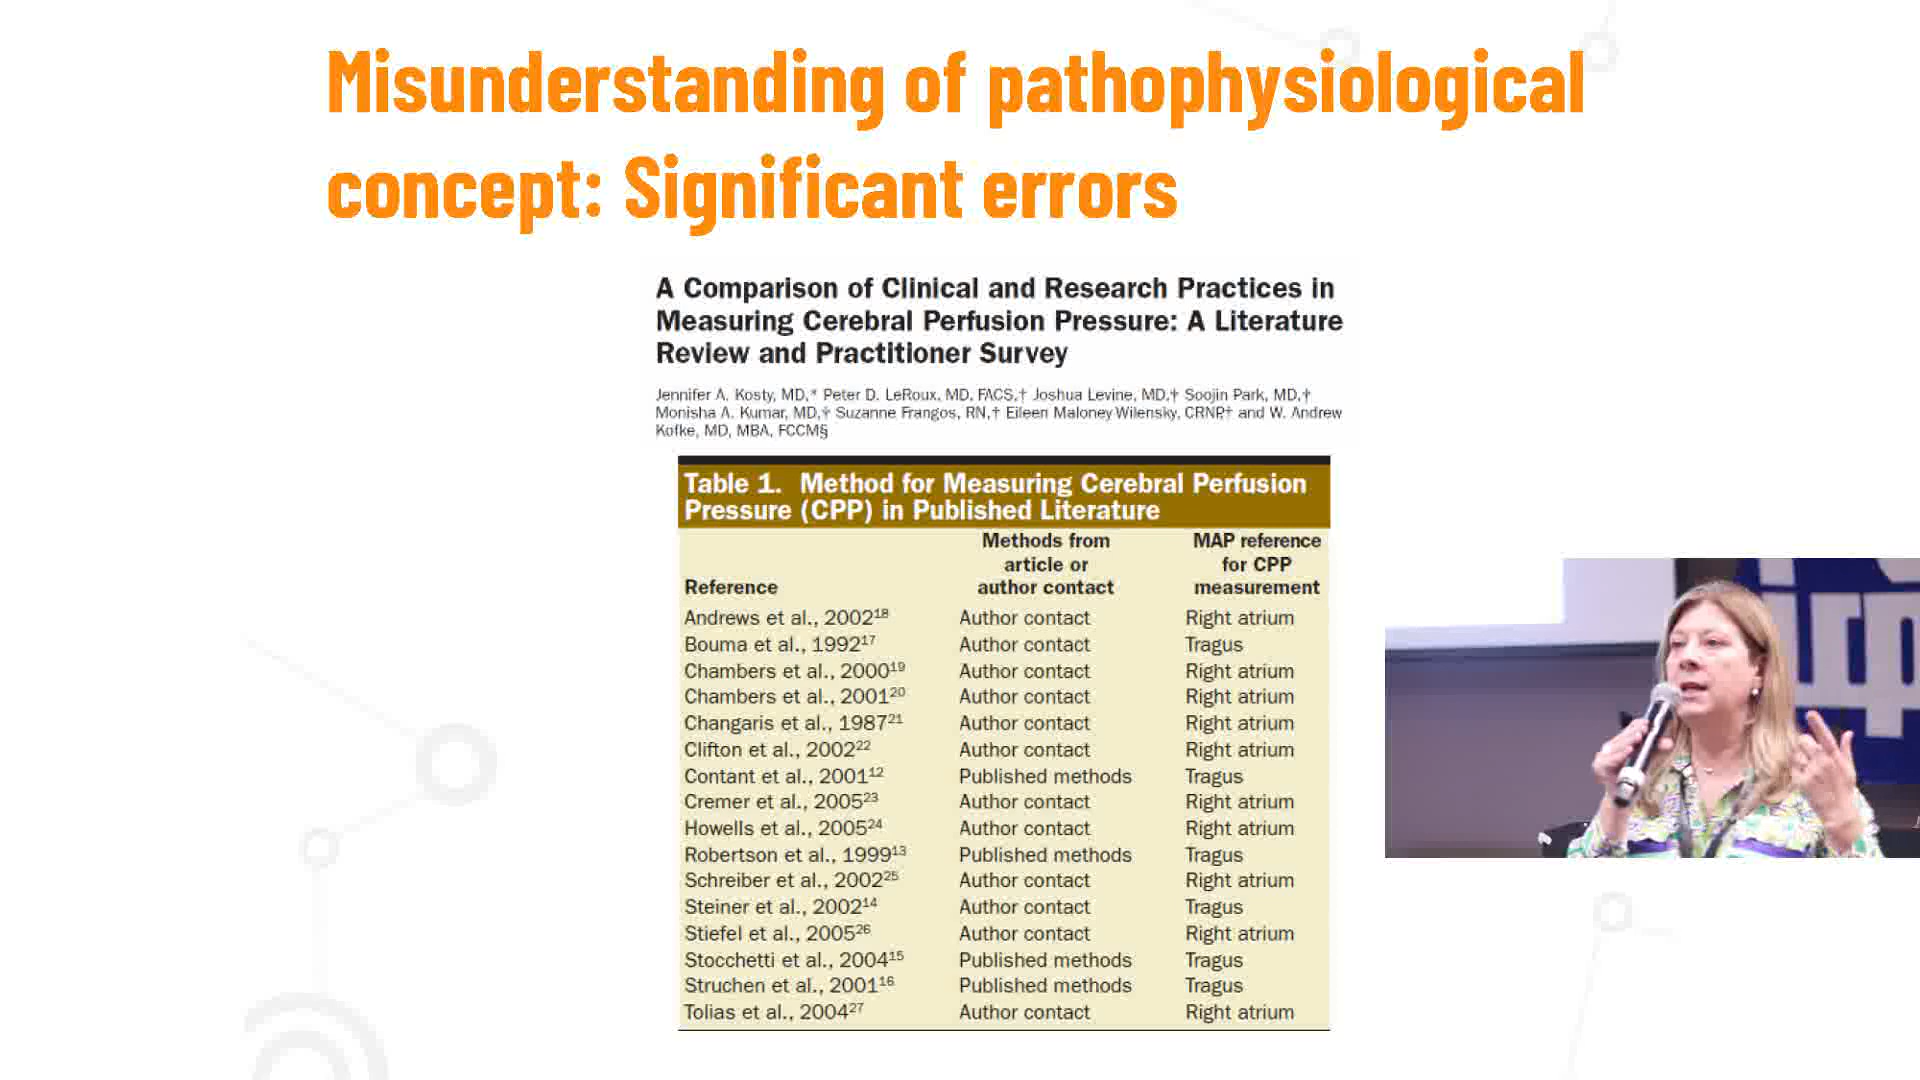 Misunderstanding of pathophysiological
concept: Significant errors
A Comparison of Clinical and Research Practices in
Measuring Cerebral Perfusion Pressure: A Literature
Review and Practitioner Survey
Jennifer A. Kosty, MD,* Peter D. LeRoux, MD, FACS,† Joshua Levine, MD,† Soojin Park, MD,†
Monisha A. Kumar, MD,† Suzanne Frangos, RN,† Eileen Maloney Wilensky, CRNP,† and W. Andrew
Kofke, MD, MBA, FCCM§
Table 1. Method for Measuring Cerebral Perfusion
Pressure (CPP) in Published Literature
Reference Methods from article or author contact MAP reference for CPP measurement
Andrews et al., 2002¹⁸ Author contact Right atrium
Bouma et al., 1992¹⁷ Author contact Tragus
Chambers et al., 2000¹⁹ Author contact Right atrium
Chambers et al., 2001²⁰ Author contact Right atrium
Changaris et al., 1987²¹ Author contact Right atrium
Clifton et al., 2002²² Author contact Right atrium
Contant et al., 2001¹² Published methods Tragus
Cremer et al., 2005²³ Author contact Right atrium
Howells et al., 2005²⁴ Author contact Right atrium
Robertson et al., 1999¹³ Published methods Tragus
Schreiber et al., 2002²⁵ Author contact Right atrium
Steiner et al., 2002¹⁴ Author contact Tragus
Stiefel et al., 2005²⁶ Author contact Right atrium
Stocchetti et al., 2004¹⁵ Published methods Tragus
Struchen et al., 2001¹⁶ Published methods Tragus
Tolias et al., 2004²⁷ Author contact Right atrium